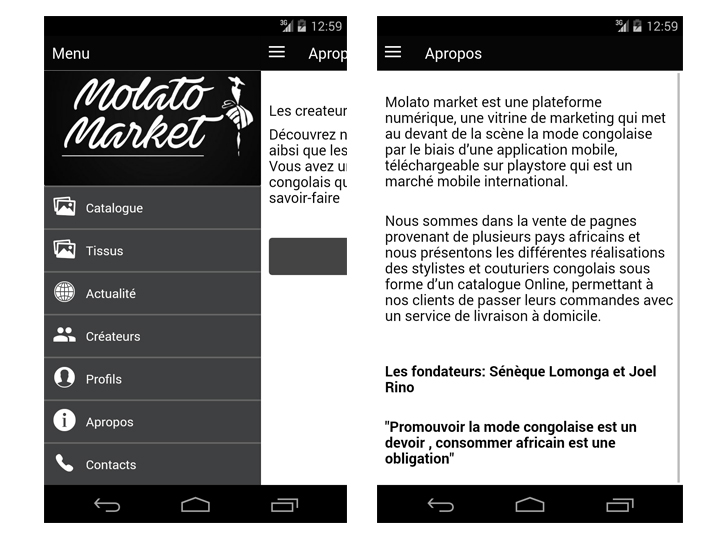 3G 12:59
Menu
Molato
Market
Catalogue
Tissus
Actualité
Créateurs
Profils
Apropos
Contacts
Les createur
Découvrez n
ainsi que les
Vous avez u
congolais qu
savoir-faire
3G 12:59
Apropos
Molato market est une plateforme
numérique, une vitrine de marketing qui met
au devant de la scène la mode congolaise
par le biais d'une application mobile,
téléchargeable sur playstore qui est un
marché mobile international.
Nous sommes dans la vente de pagnes
provenant de plusieurs pays africains et
nous présentons les différentes réalisations
des stylistes et couturiers congolais sous
forme d'un catalogue Online, permettant à
nos clients de passer leurs commandes avec
un service de livraison à domicile.
Les fondateurs: Sénèque Lomonga et Joel
Rino
"Promouvoir la mode congolaise est un
devoir , consommer africain est une
obligation"